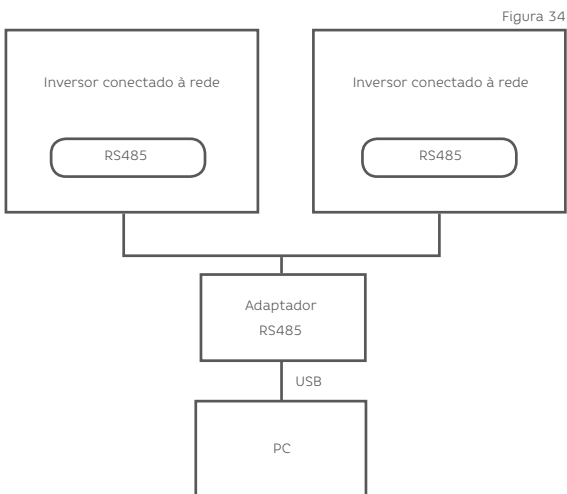 Figura 34
Inversor conectado à rede
Inversor conectado à rede
RS485
RS485
Adaptador
RS485
USB
PC